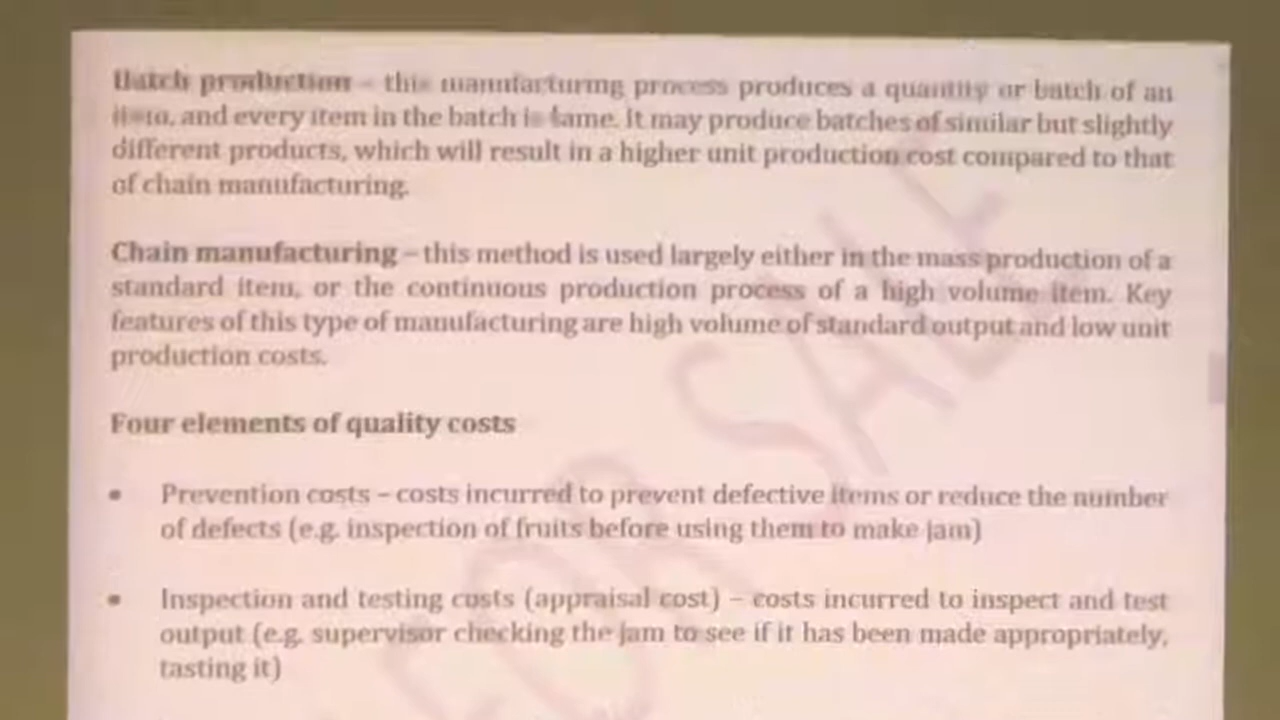 Batch production – this manufacturing process produces a quantity or batch of an
item, and every item in the batch is same. It may produce batches of similar but slightly
different products, which will result in a higher unit production cost compared to that
of chain manufacturing.
Chain manufacturing – this method is used largely either in the mass production of a
standard item, or the continuous production process of a high volume item. Key
features of this type of manufacturing are high volume of standard output and low unit
production costs.
Four elements of quality costs
• Prevention costs – costs incurred to prevent defective items or reduce the number
of defects (e.g. inspection of fruits before using them to make jam)
• Inspection and testing costs (appraisal cost) – costs incurred to inspect and test
output (e.g. supervisor checking the jam to see if it has been made appropriately,
tasting it)
FOR SALE